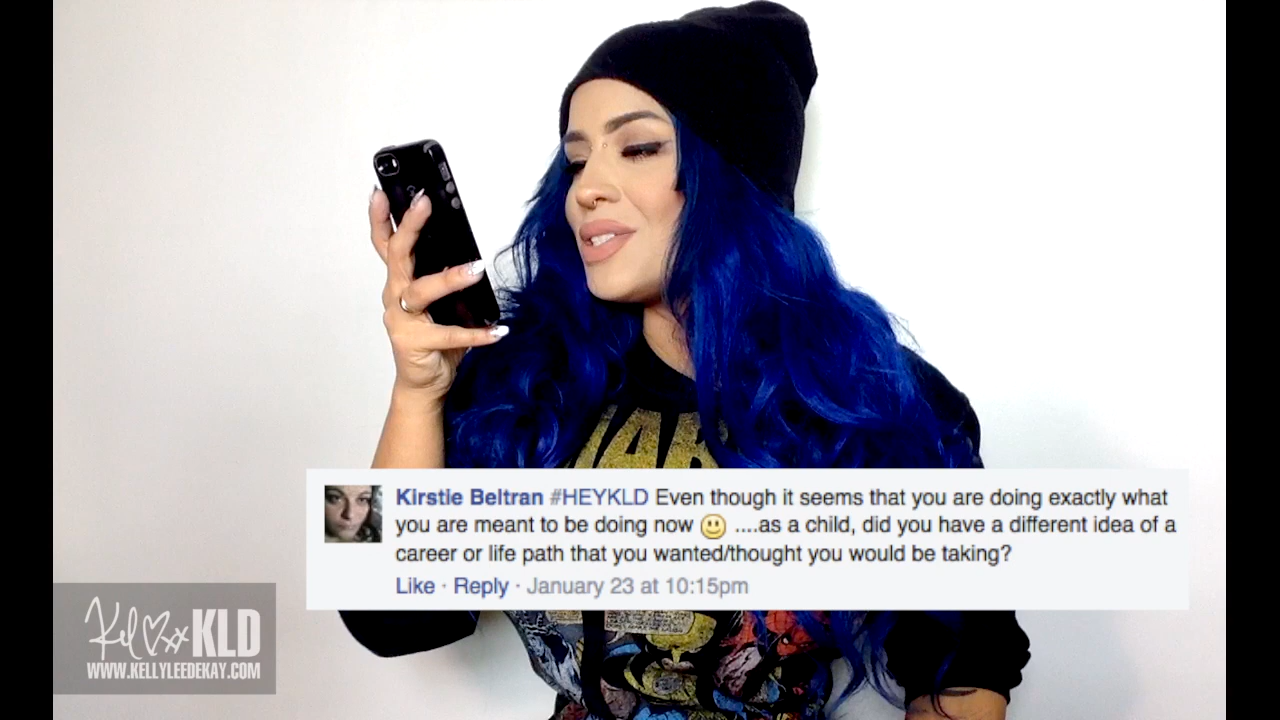 Kirstie Beltran #HEYKLD Even though it seems that you are doing exactly what
you are meant to be doing now 😃 ....as a child, did you have a different idea of a
career or life path that you wanted/thought you would be taking?
Like · Reply · January 23 at 10:15pm
KLD
WWW.KELLYLEEDEKAY.COM